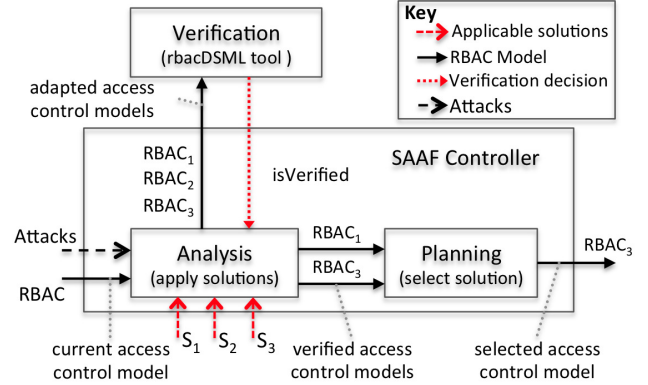 Key
Applicable solutions
RBAC Model
Verification decision
Attacks
Verification
(rbacDSML tool )
adapted access
control models
SAAF Controller
RBAC1
RBAC2
RBAC3
isVerified
Attacks
RBAC
Analysis
(apply solutions)
RBAC1
RBAC3
Planning
(select solution)
RBAC3
S1 S2 S3
current access
control model
verified access
control models
selected access
control model